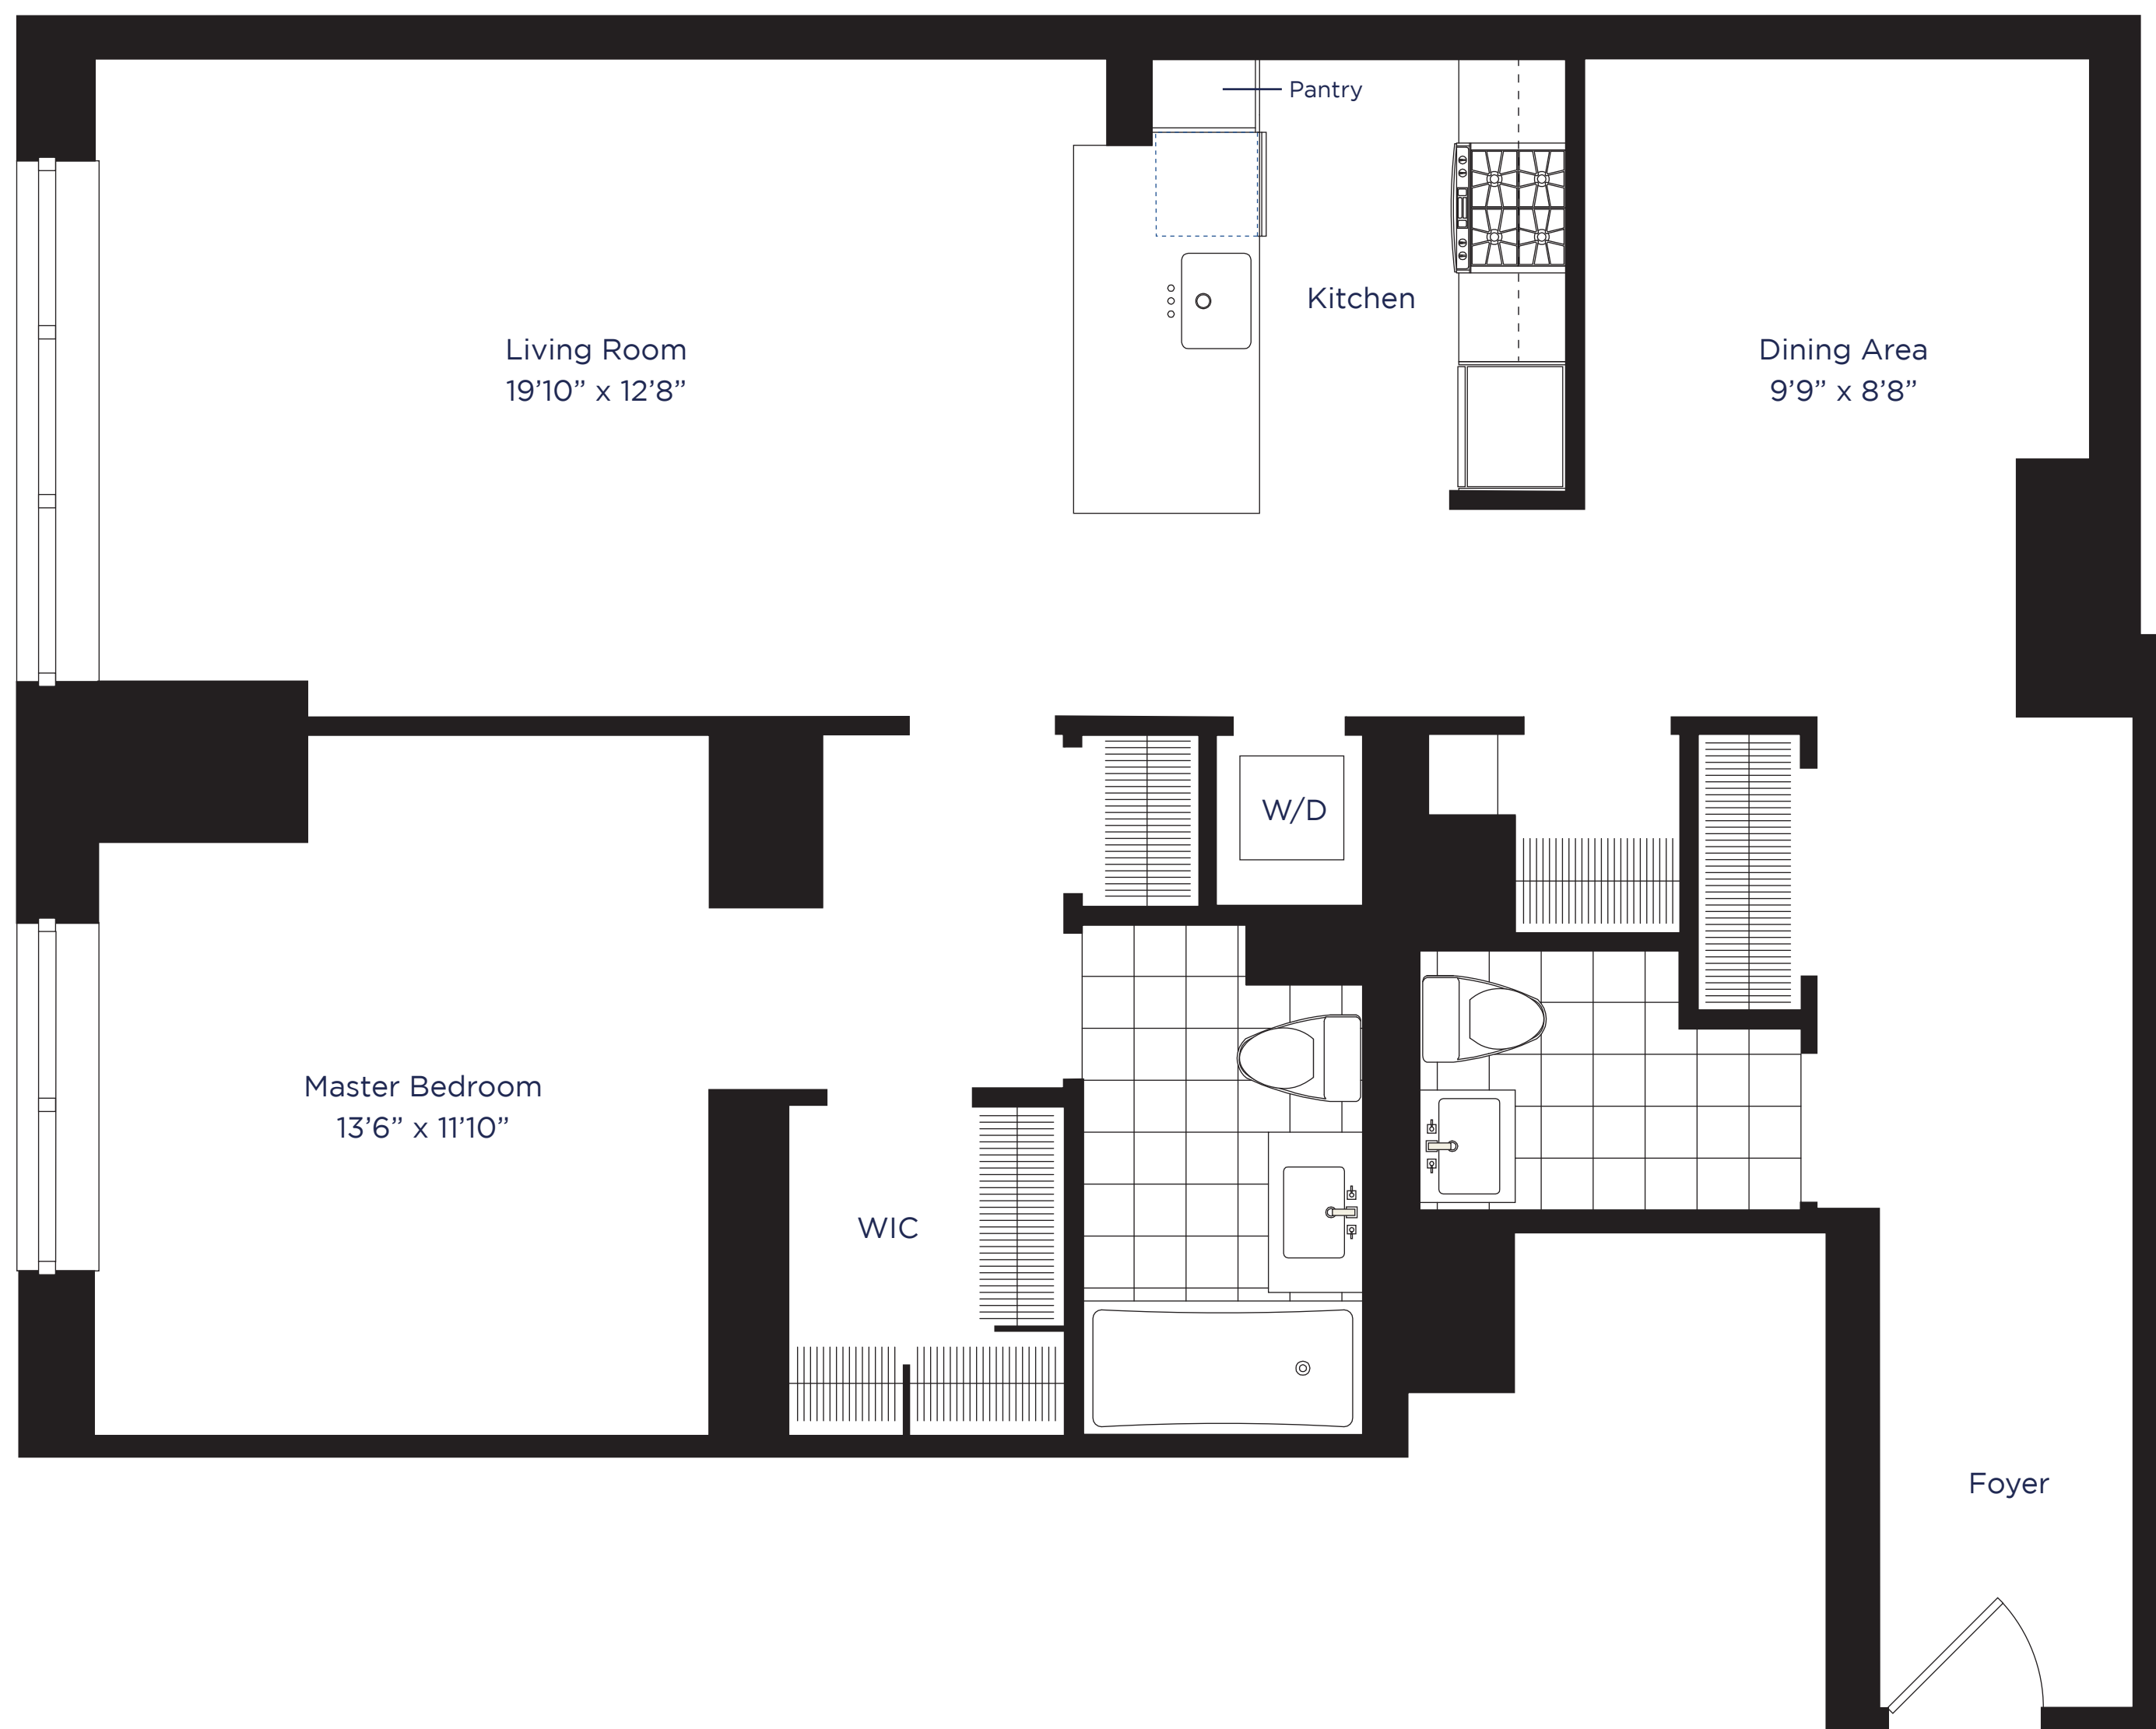 Pantry
Kitchen
Living Room
19’10” x 12’8”
Dining Area
9’9” x 8’8”
W/D
Master Bedroom
13’6” x 11’10”
WIC
Foyer